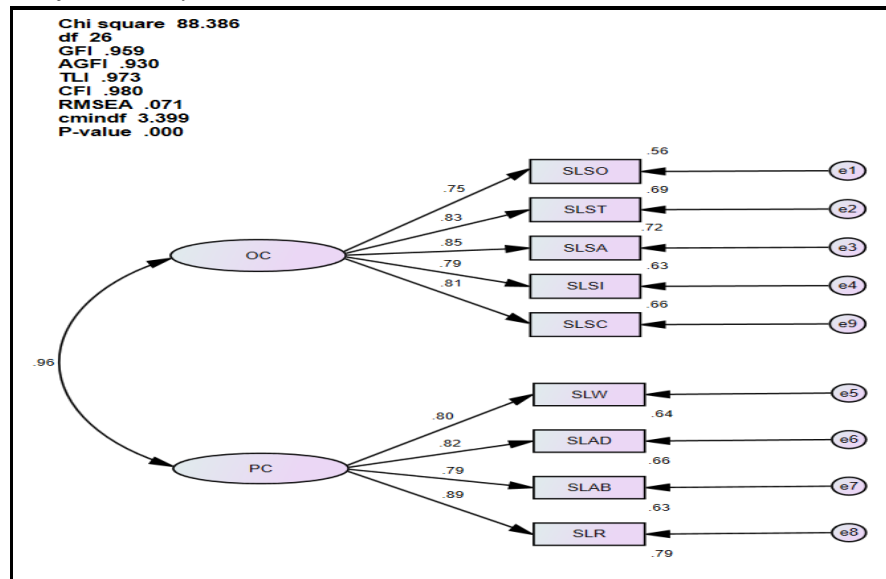 Chi square 88.386
df 26
GFI .959
AGFI .930
TLI .973
CFI .980
RMSEA .071
cmindf 3.399
P-value .000
.56
SLSO
e1
.75
.69
SLST
e2
.83
.72
SLSA
e3
.85
OC
.79
.63
SLSI
e4
.81
.66
SLSC
e9
.96
SLW
e5
.80
.64
SLAD
e6
.82
.66
PC
.79
SLAB
e7
.89
.63
SLR
e8
.79